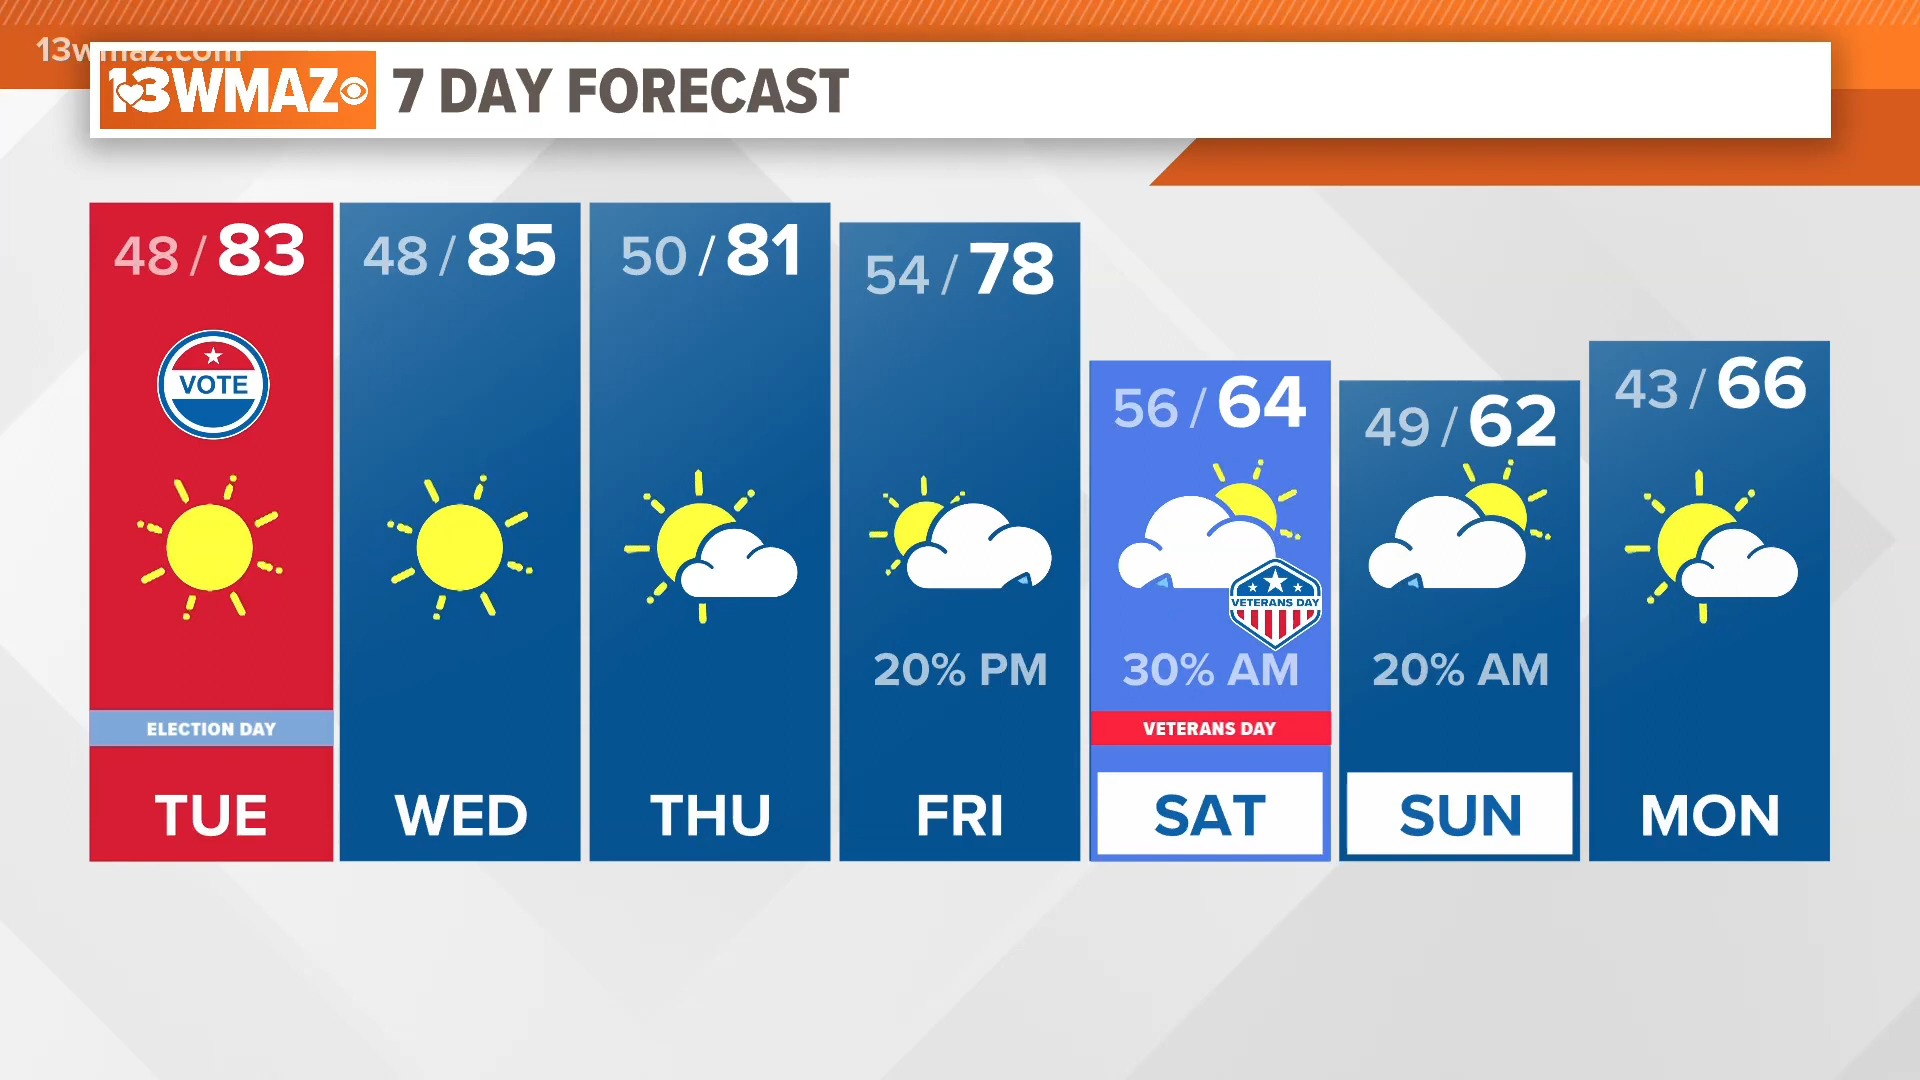 13wmaz.com
13WMAZ 7 DAY FORECAST
48 / 83
48 / 85
50 / 81
54 / 78
56 / 64
49 / 62
43 / 66
VOTE
VETERANS DAY
20% PM
30% AM
20% AM
ELECTION DAY
VETERANS DAY
TUE
WED
THU
FRI
SAT
SUN
MON